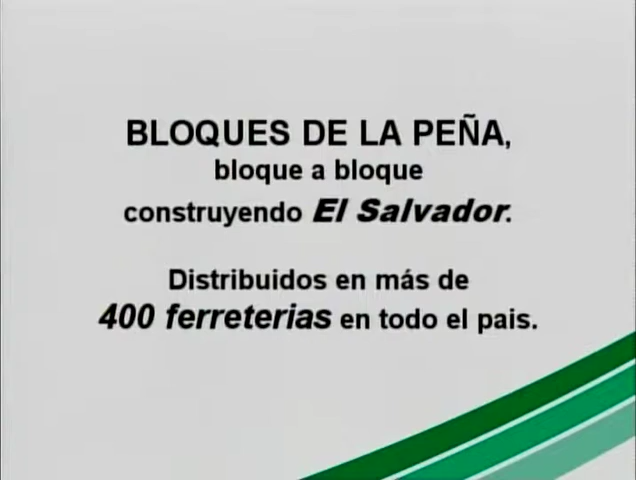 BLOQUES DE LA PEÑA,
bloque a bloque
construyendo El Salvador.
Distribuidos en más de
400 ferreterias en todo el pais.